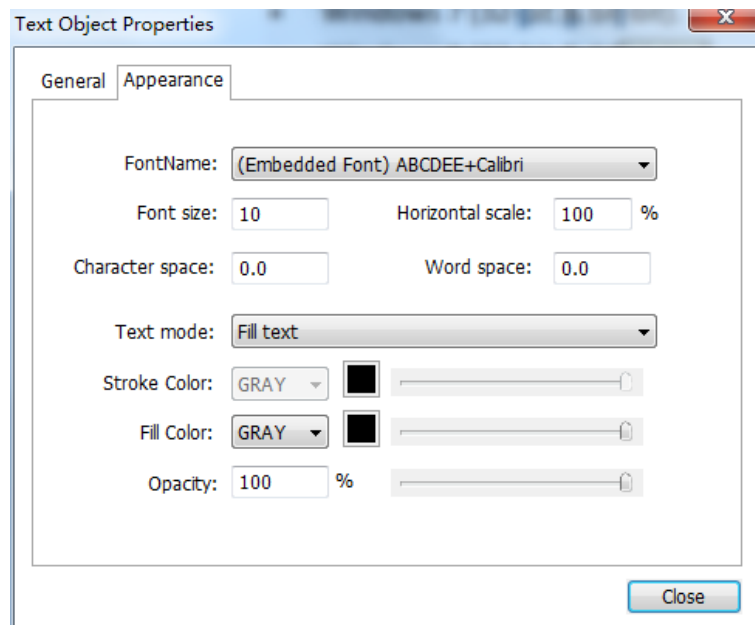 Text Object Properties
General Appearance
FontName: (Embedded Font) ABCDEE+Calibri
Font size: 10 Horizontal scale: 100 %
Character space: 0.0 Word space: 0.0
Text mode: Fill text
Stroke Color: GRAY
Fill Color: GRAY
Opacity: 100 %
Close